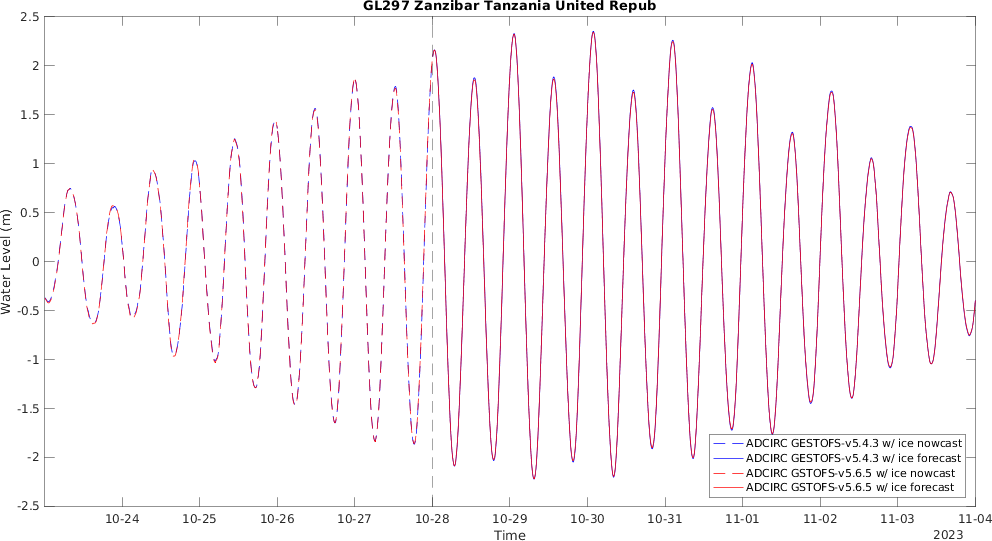 GL297 Zanzibar Tanzania United Repub
2.5
2
1.5
1
0.5
0
-0.5
-1
-1.5
-2
-2.5
Water Level (m)
ADCIRC GESTOFS-v5.4.3 w/ ice nowcast
ADCIRC GESTOFS-v5.4.3 w/ ice forecast
ADCIRC GSTOFS-v5.6.5 w/ ice nowcast
ADCIRC GSTOFS-v5.6.5 w/ ice forecast
10-24 10-25 10-26 10-27 10-28 10-29 10-30 10-31 11-01 11-02 11-03 11-04
Time
2023